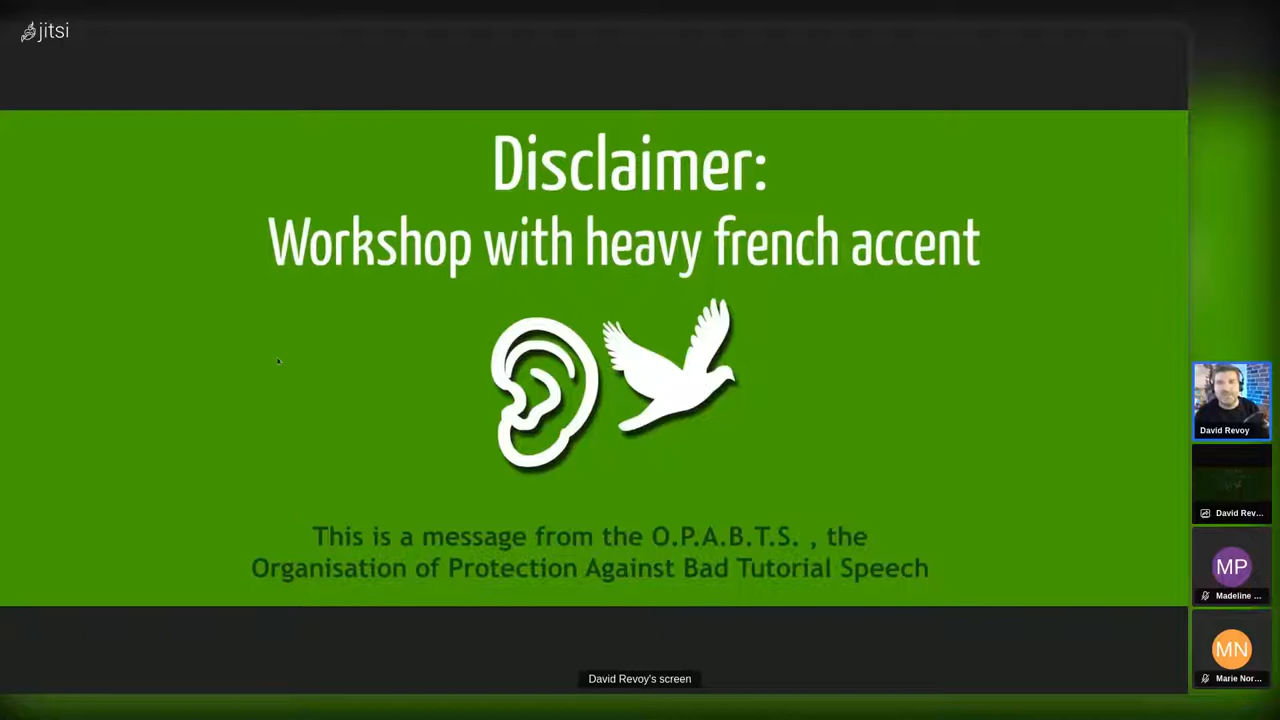 jitsi
Disclaimer:
Workshop with heavy french accent
This is a message from the O.P.A.B.T.S. , the
Organisation of Protection Against Bad Tutorial Speech
David Revoy
David Rev...
MP
Madeline ...
MN
Marie Nor...
David Revoy's screen